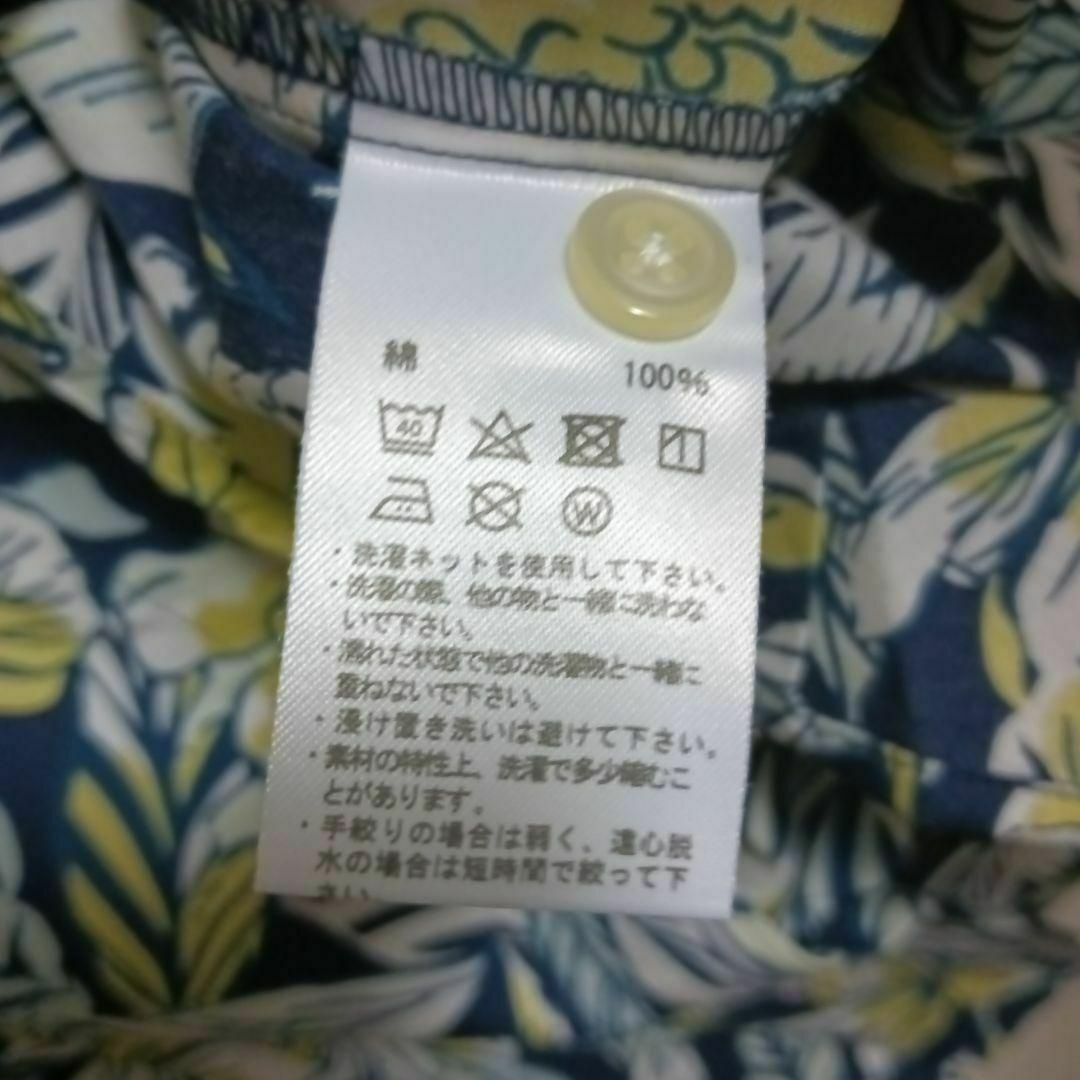 綿 100%
40
W
・洗濯ネットを使用して下さい。
・洗濯の際、他の物と一緒に洗わな
いで下さい。
・濡れた状態で他の洗濯物と一緒に
重ねないで下さい。
・浸け置き洗いは避けて下さい。
・素材の特性上、洗濯で多少縮むこ
とがあります。
・手絞りの場合は弱く、遠心脱
水の場合は短時間で絞って下
さい